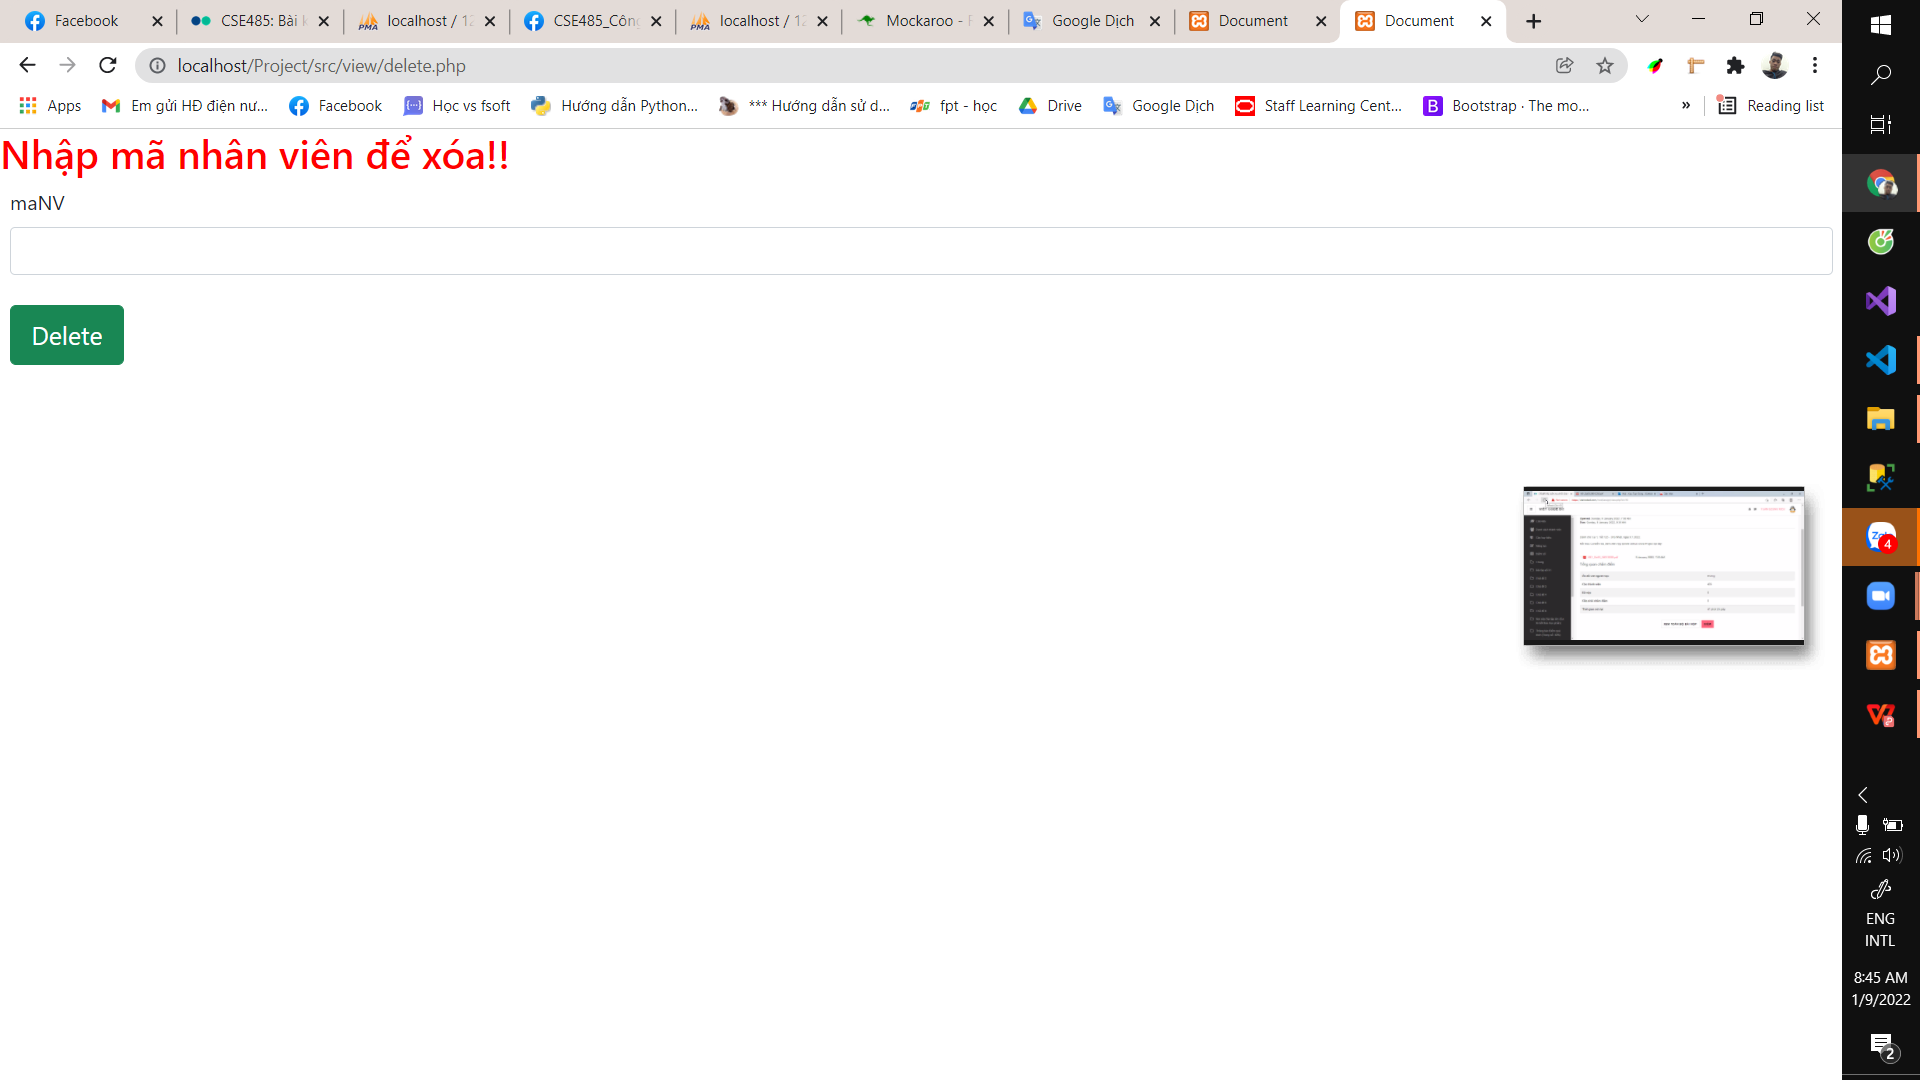 Facebook
CSE485: Bài k
localhost / 12
CSE485_Công
localhost / 12
Mockaroo - R
Google Dịch
Document
Document
localhost/Project/src/view/delete.php
Apps
Em gửi HĐ điện nư...
Facebook
Học vs fsoft
Hướng dẫn Python...
*** Hướng dẫn sử d...
fpt - học
Drive
Google Dịch
Staff Learning Cent...
Bootstrap · The mo...
»
Reading list
Nhập mã nhân viên để xóa!!
maNV
Delete
4
ENG
INTL
8:45 AM
1/9/2022
2